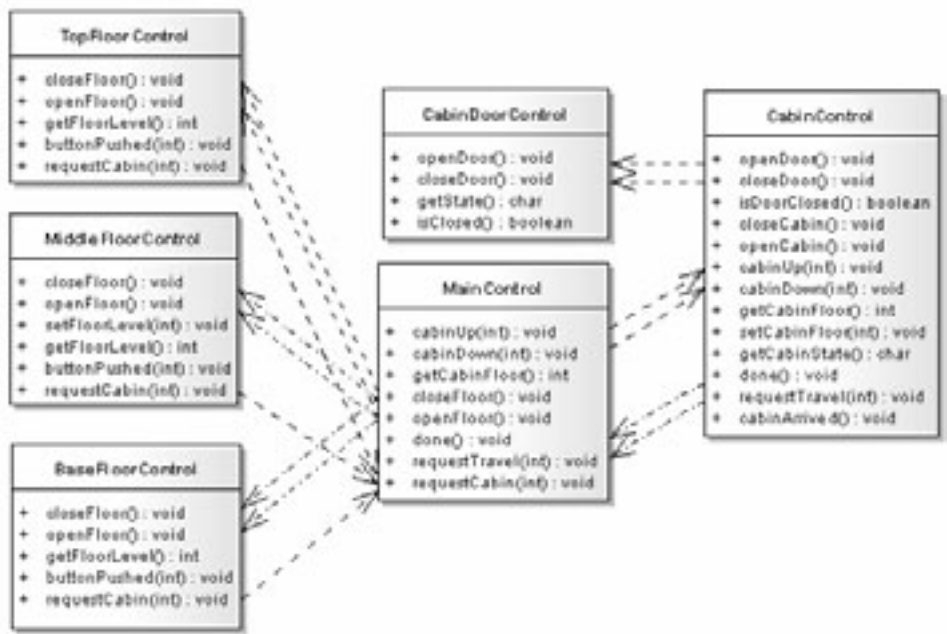 TopFloorControl
+ closeFloor() : void
+ openFloor() : void
+ getFloorLevel() : int
+ buttonPushed(int) : void
+ requestCabin(int) : void
MiddleFloorControl
+ closeFloor() : void
+ openFloor() : void
+ setFloorLevel(int) : void
+ getFloorLevel() : int
+ buttonPushed(int) : void
+ requestCabin(int) : void
BaseFloorControl
+ closeFloor() : void
+ openFloor() : void
+ getFloorLevel() : int
+ buttonPushed(int) : void
+ requestCabin(int) : void
CabinDoorControl
+ openDoor() : void
+ closeDoor() : void
+ getState() : char
+ isClosed() : boolean
MainControl
+ cabinUp(int) : void
+ cabinDown(int) : void
+ getCabinFloor() : int
+ closeFloor() : void
+ openFloor() : void
+ done() : void
+ requestTravel(int) : void
+ requestCabin(int) : void
CabinControl
+ openDoor() : void
+ closeDoor() : void
+ isDoorClosed() : boolean
+ closeCabin() : void
+ openCabin() : void
+ cabinUp(int) : void
+ cabinDown(int) : void
+ getCabinFloor() : int
+ setCabinFloor(int) : void
+ getCabinState() : char
+ done() : void
+ requestTravel(int) : void
+ cabinArrived() : void